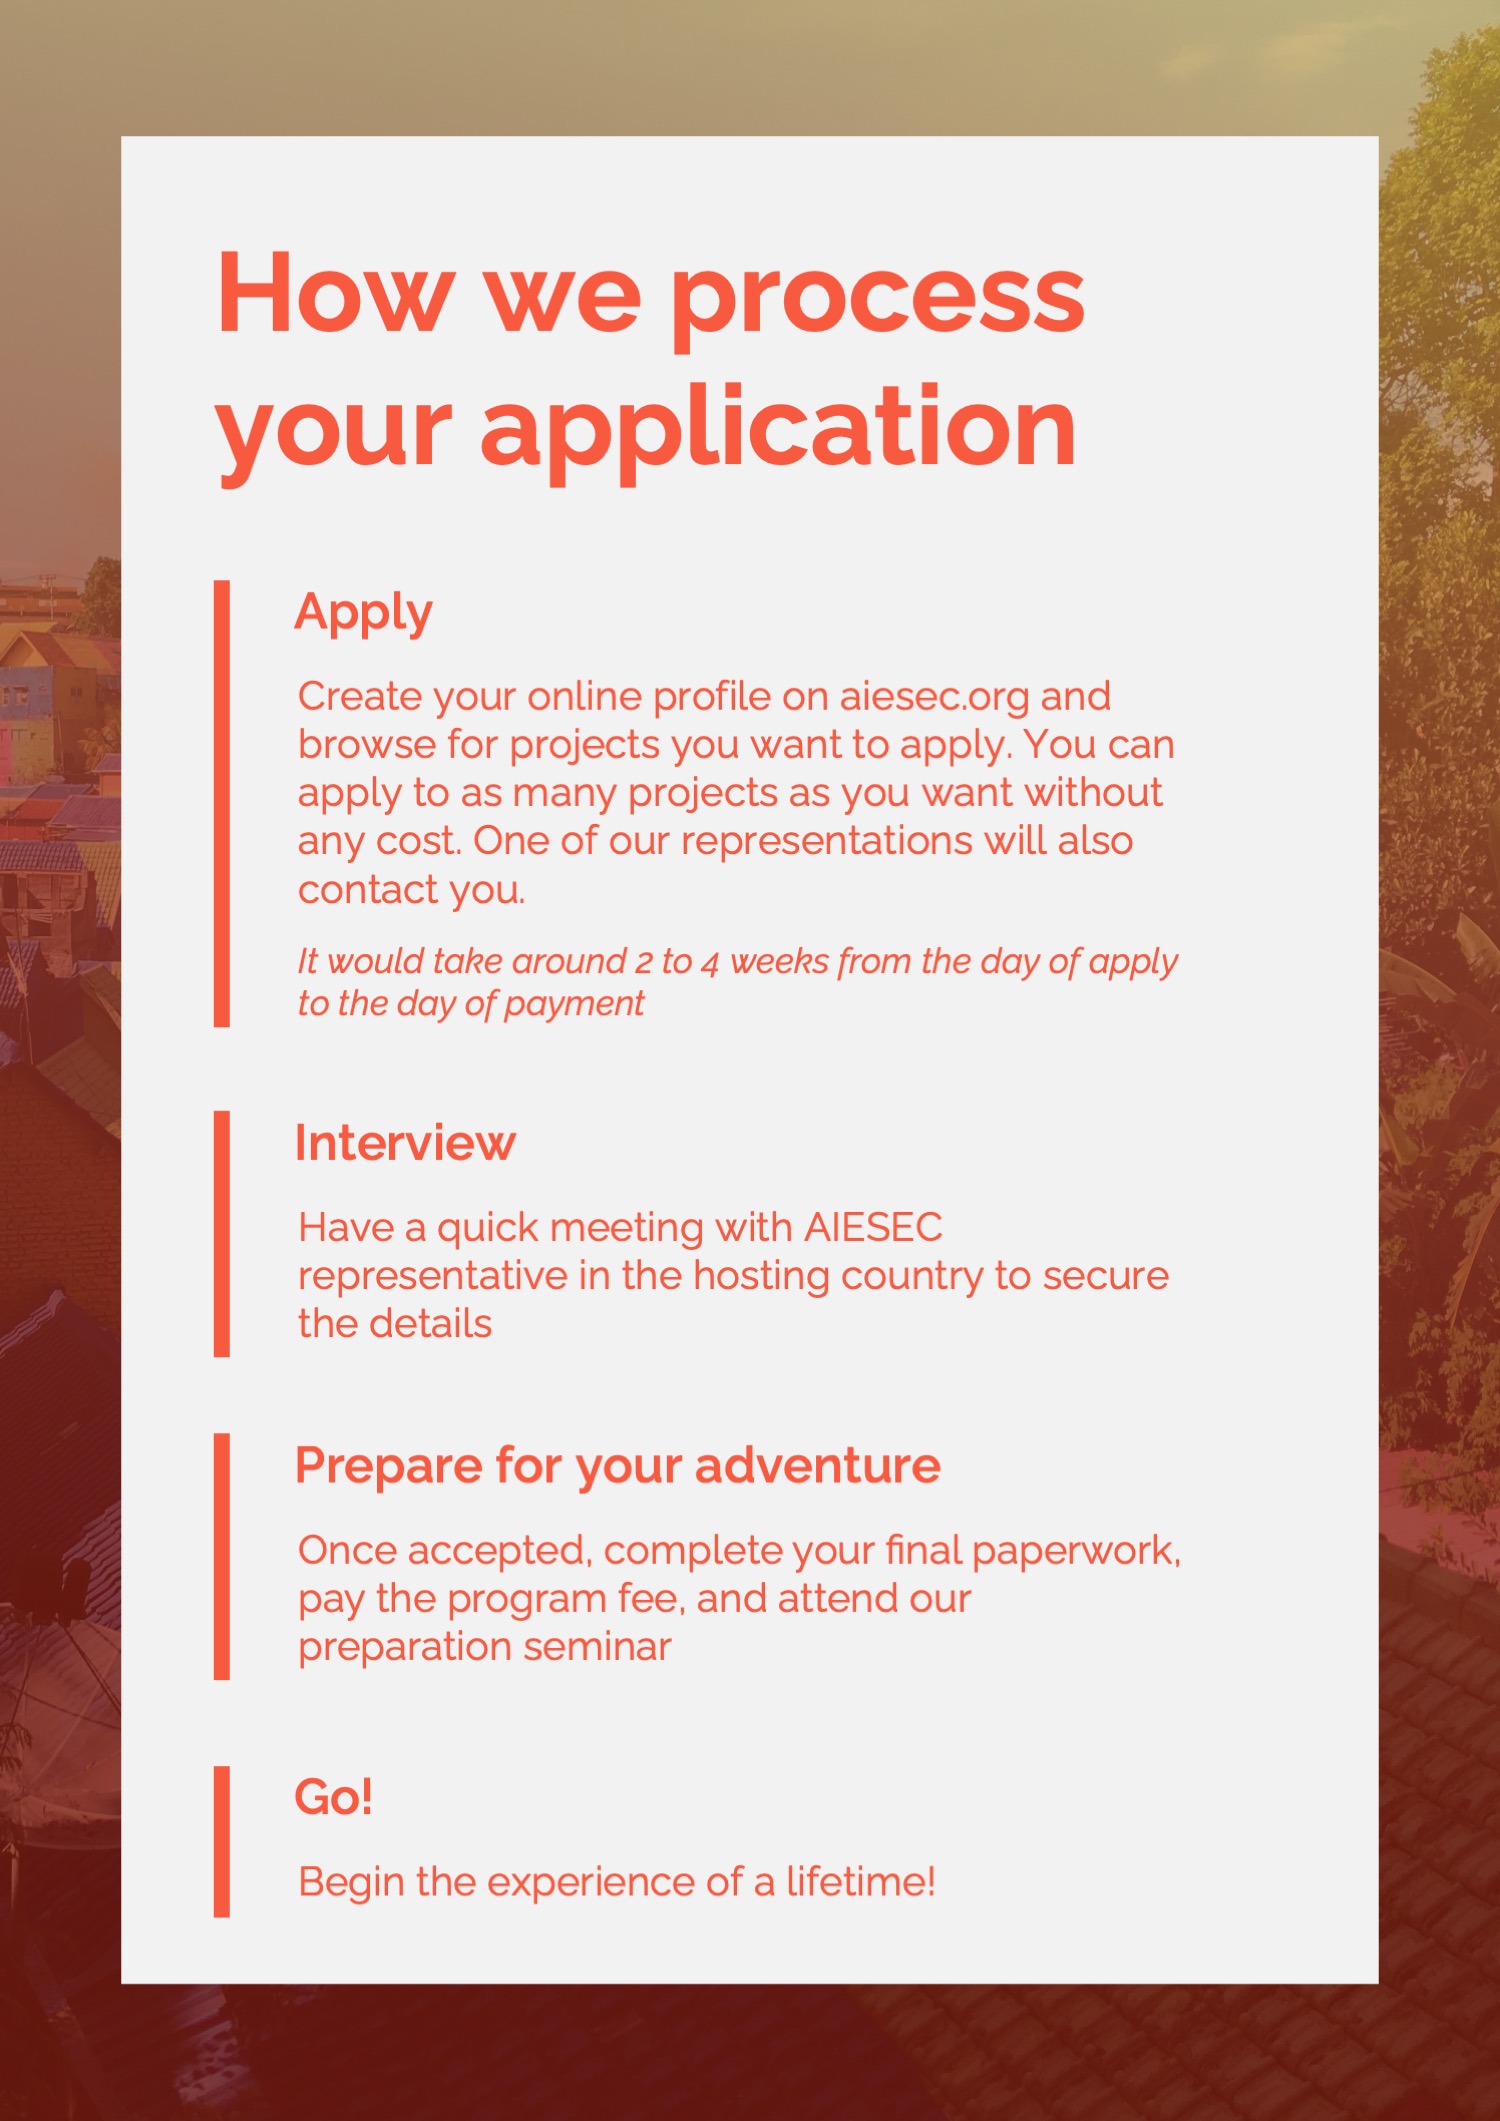 How we process
your application
Apply
Create your online profile on aiesec.org and
browse for projects you want to apply. You can
apply to as many projects as you want without
any cost. One of our representations will also
contact you.
It would take around 2 to 4 weeks from the day of apply
to the day of payment
Interview
Have a quick meeting with AIESEC
representative in the hosting country to secure
the details
Prepare for your adventure
Once accepted, complete your final paperwork,
pay the program fee, and attend our
preparation seminar
Go!
Begin the experience of a lifetime!